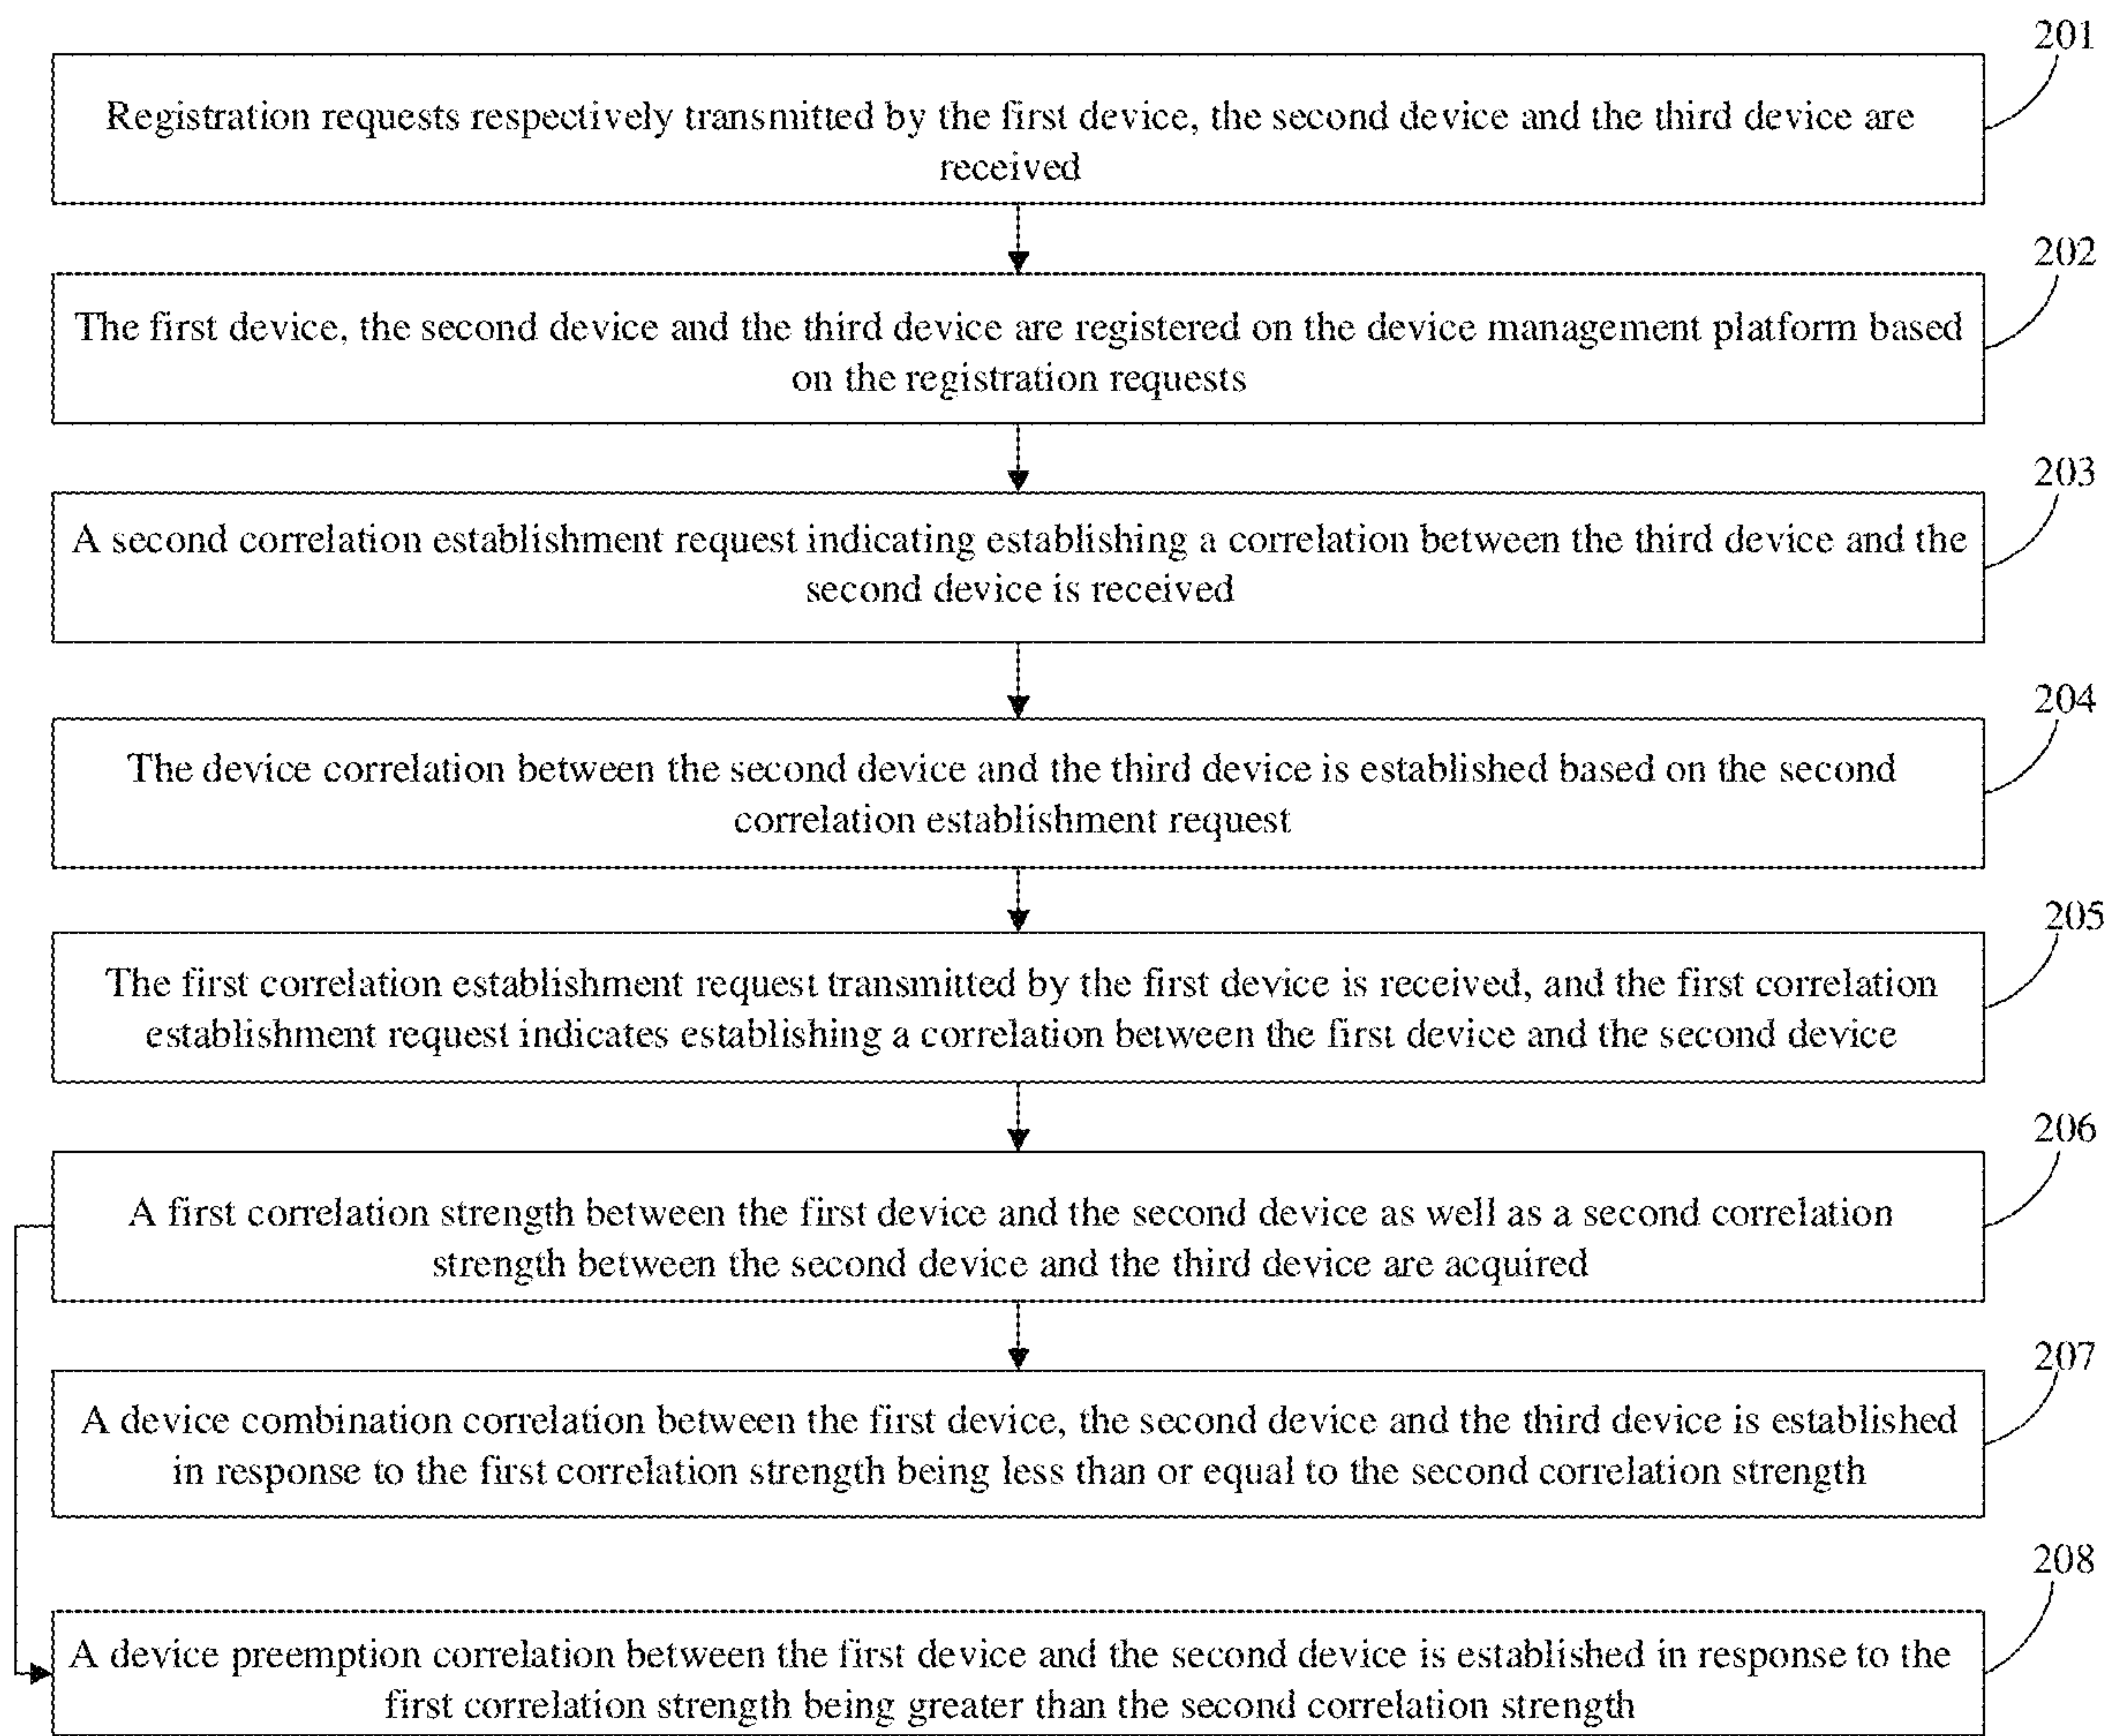 201
Registration requests respectively transmitted by the first device, the second device and the third device are
received
202
The first device, the second device and the third device are registered on the device management platform based
on the registration requests
203
A second correlation establishment request indicating establishing a correlation between the third device and the
second device is received
204
The device correlation between the second device and the third device is established based on the second
correlation establishment request
205
The first correlation establishment request transmitted by the first device is received, and the first correlation
establishment request indicates establishing a correlation between the first device and the second device
206
A first correlation strength between the first device and the second device as well as a second correlation
strength between the second device and the third device are acquired
207
A device combination correlation between the first device, the second device and the third device is established
in response to the first correlation strength being less than or equal to the second correlation strength
208
A device preemption correlation between the first device and the second device is established in response to the
first correlation strength being greater than the second correlation strength